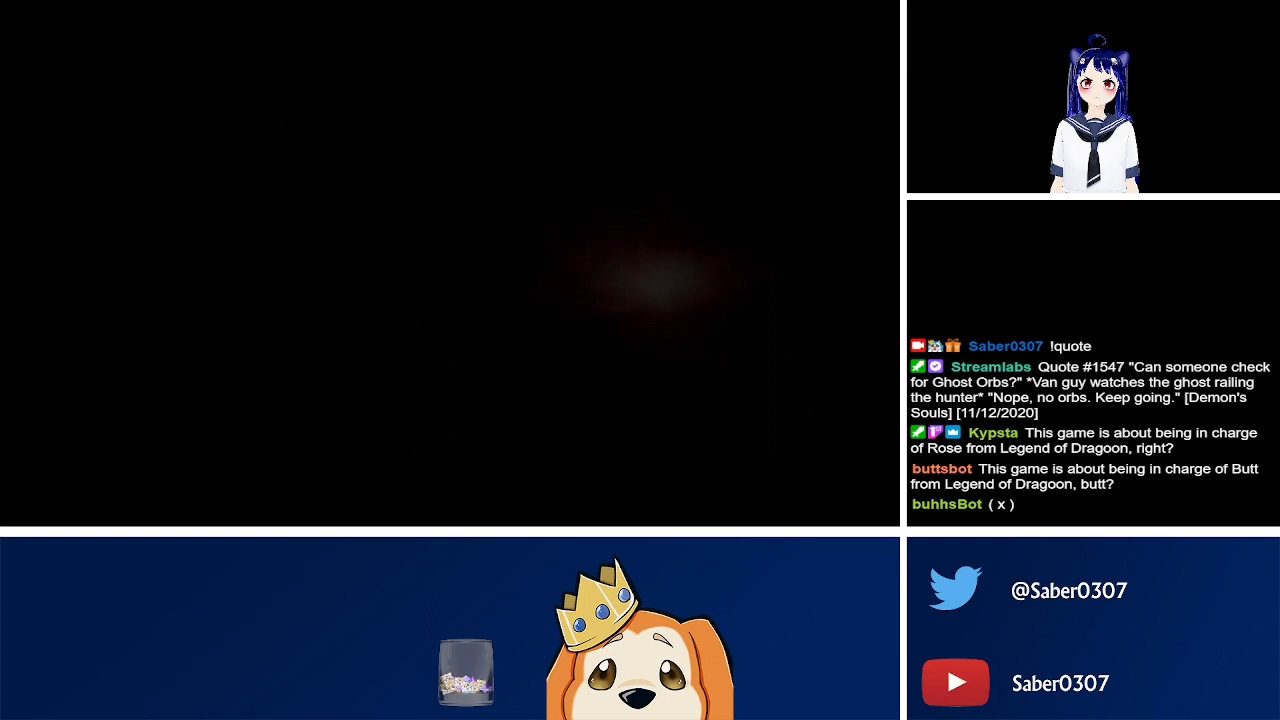 Saber0307 !quote
Streamlabs Quote #1547 "Can someone check
for Ghost Orbs?" *Van guy watches the ghost railing
the hunter* "Nope, no orbs. Keep going." [Demon's
Souls] [11/12/2020]
Kypsta This game is about being in charge
of Rose from Legend of Dragoon, right?
buttsbot This game is about being in charge of Butt
from Legend of Dragoon, butt?
buhhsBot ( x )
@Saber0307
Saber0307